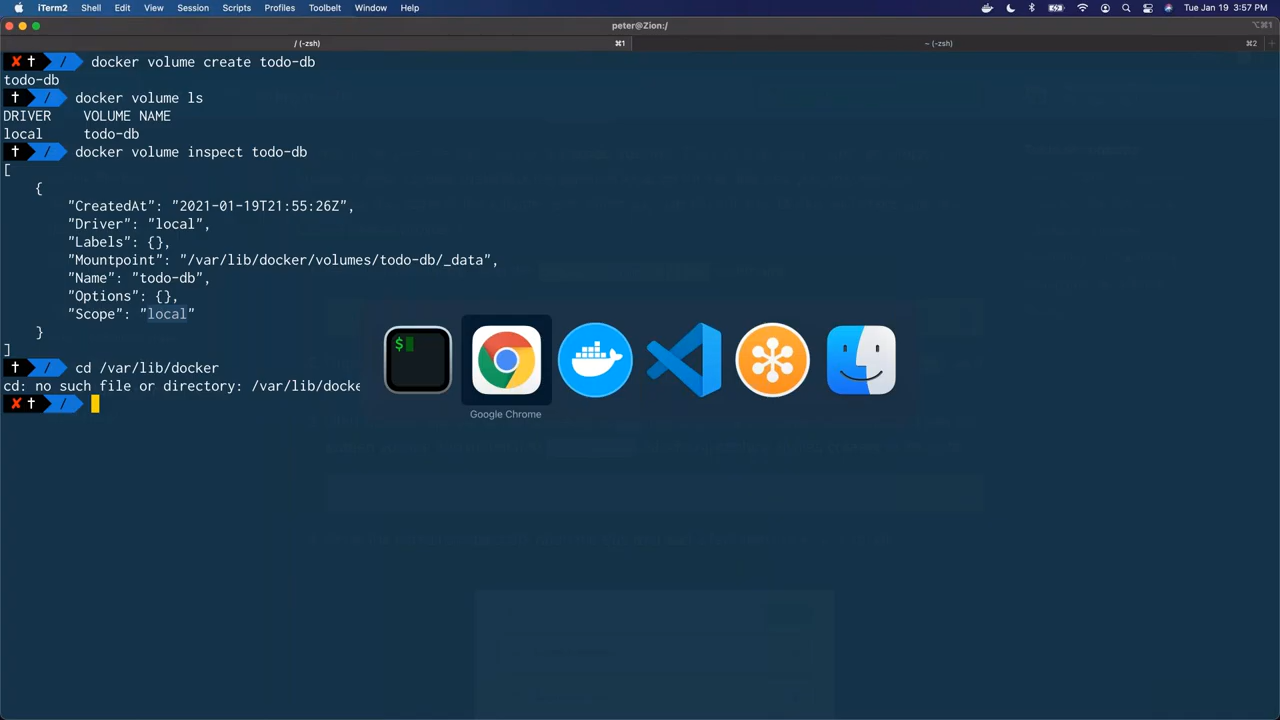 iTerm2 Shell Edit View Session Scripts Profiles Toolbelt Window Help Tue Jan 19 3:57 PM
peter@Zion:/ ⌥⌘1
/ (-zsh) ⌘1 ~ (-zsh) ⌘2
✘ † / docker volume create todo-db
todo-db
† / docker volume ls
DRIVER VOLUME NAME
local todo-db
† / docker volume inspect todo-db
[
{
"CreatedAt": "2021-01-19T21:55:26Z",
"Driver": "local",
"Labels": {},
"Mountpoint": "/var/lib/docker/volumes/todo-db/_data",
"Name": "todo-db",
"Options": {},
"Scope": "local"
}
]
† / cd /var/lib/docker
cd: no such file or directory: /var/lib/docke
✘ † /
$
Google Chrome